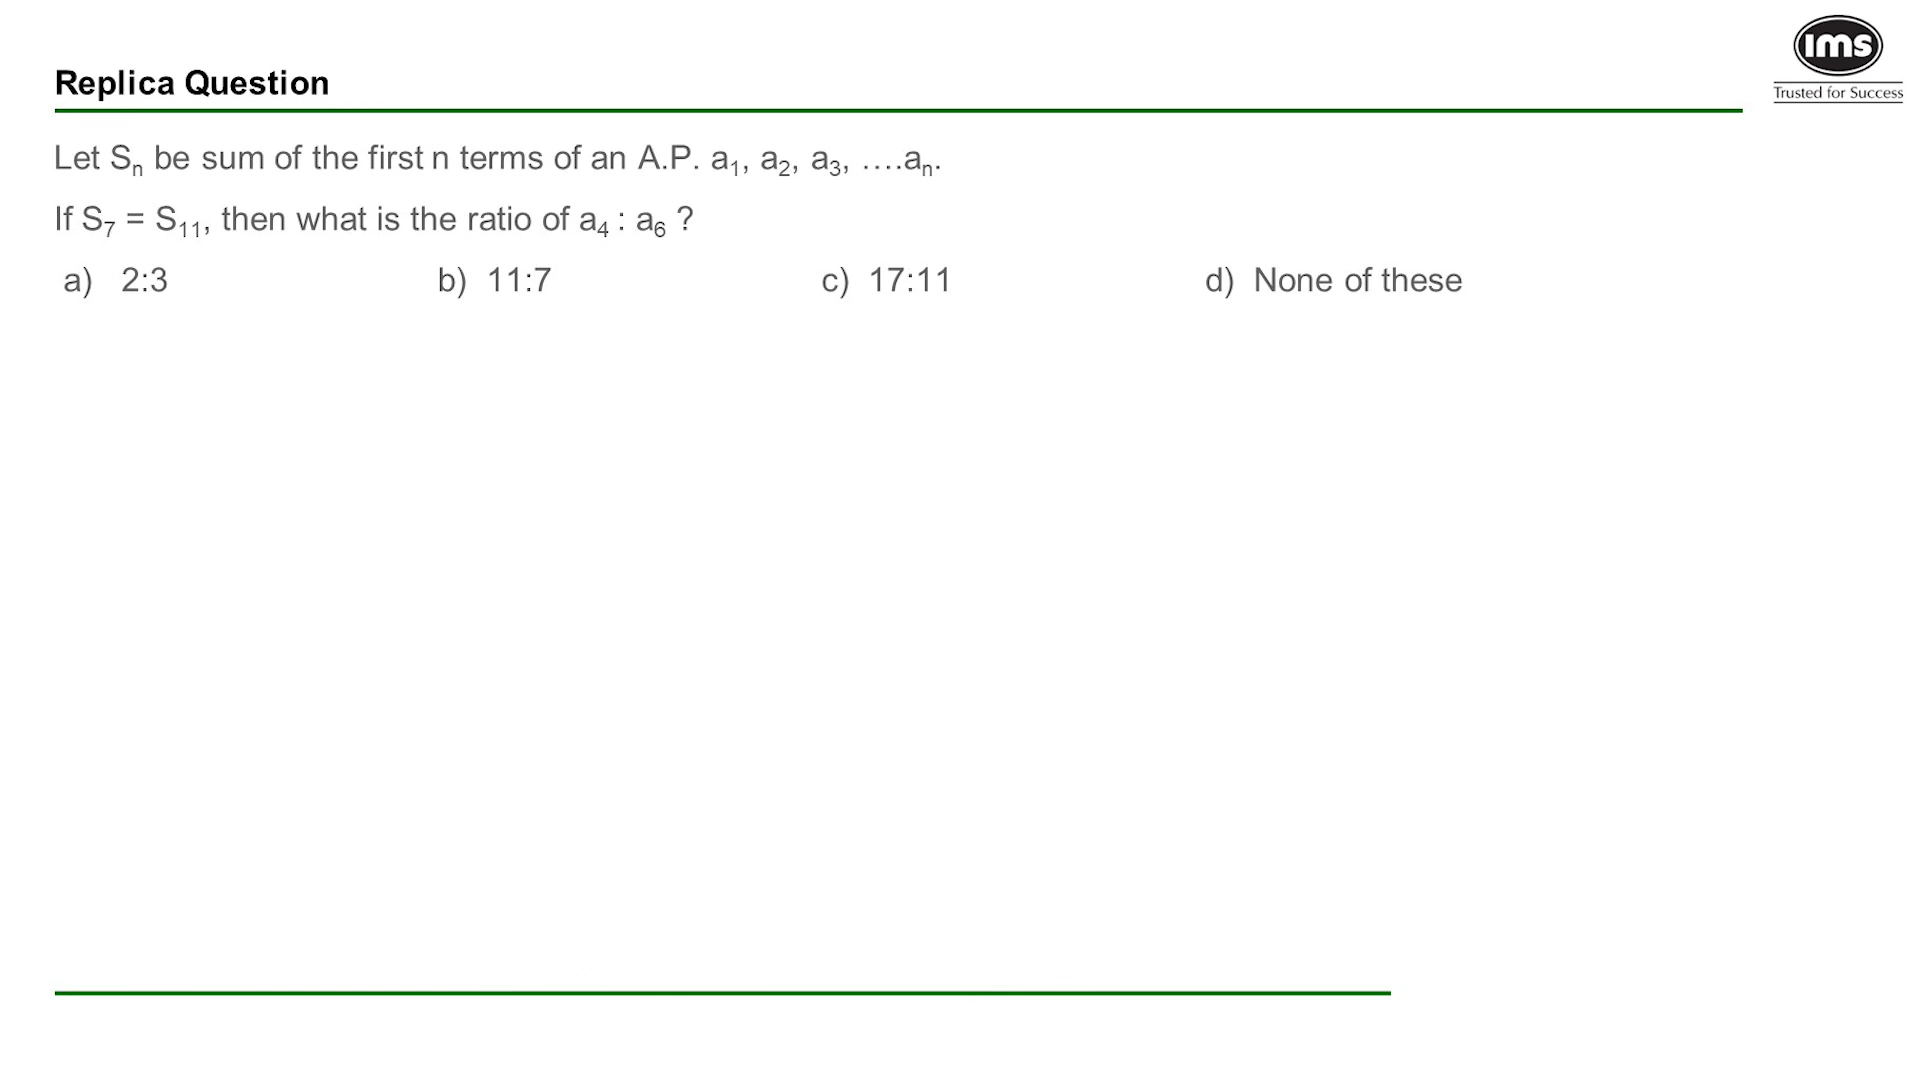 ims
Trusted for Success
Replica Question
Let Sₙ be sum of the first n terms of an A.P. a₁, a₂, a₃, ….aₙ.
If S₇ = S₁₁, then what is the ratio of a₄ : a₆ ?
a) 2:3 b) 11:7 c) 17:11 d) None of these